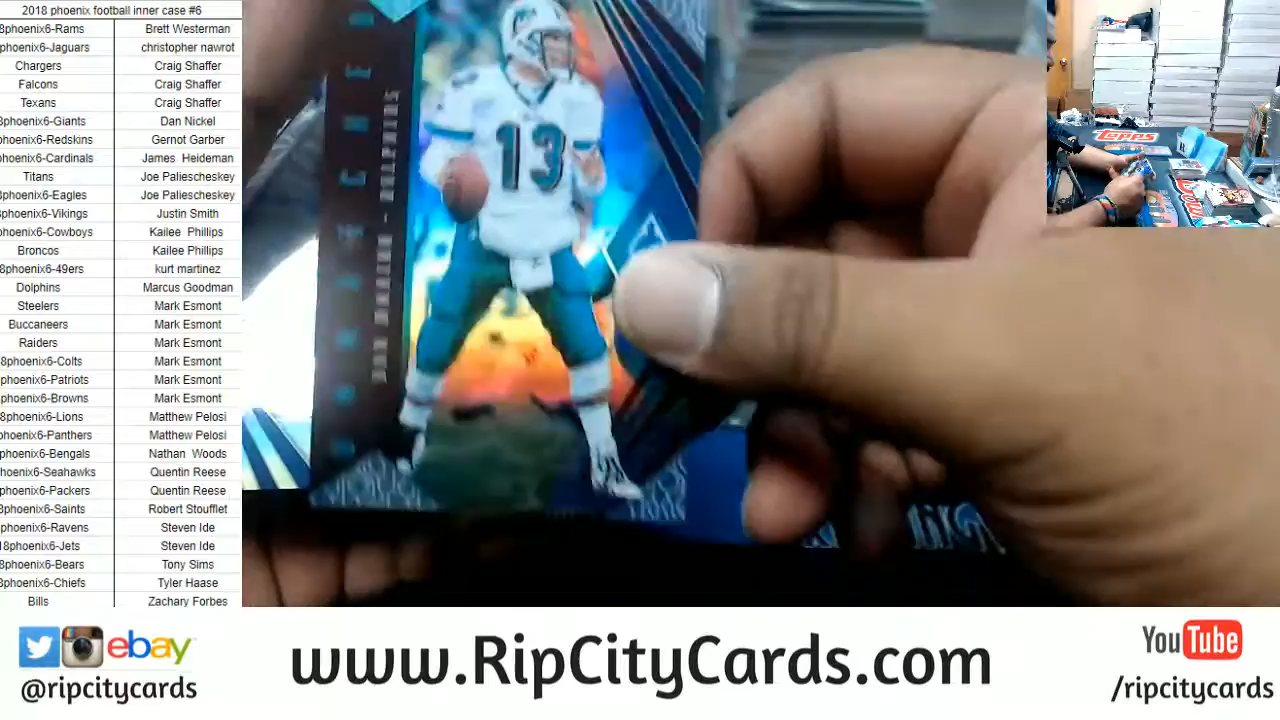 2018 phoenix football inner case #6
8phoenix6-Rams Brett Westerman
phoenix6-Jaguars christopher nawrot
Chargers Craig Shaffer
Falcons Craig Shaffer
Texans Craig Shaffer
8phoenix6-Giants Dan Nickel
phoenix6-Redskins Gernot Garber
phoenix6-Cardinals James Heideman
Titans Joe Paliescheskey
8phoenix6-Eagles Joe Paliescheskey
8phoenix6-Vikings Justin Smith
phoenix6-Cowboys Kailee Phillips
Broncos Kailee Phillips
8phoenix6-49ers kurt martinez
Dolphins Marcus Goodman
Steelers Mark Esmont
Buccaneers Mark Esmont
Raiders Mark Esmont
8phoenix6-Colts Mark Esmont
phoenix6-Patriots Mark Esmont
phoenix6-Browns Mark Esmont
8phoenix6-Lions Matthew Pelosi
phoenix6-Panthers Matthew Pelosi
phoenix6-Bengals Nathan Woods
hoenix6-Seahawks Quentin Reese
phoenix6-Packers Quentin Reese
8phoenix6-Saints Robert Stoufflet
phoenix6-Ravens Steven Ide
18phoenix6-Jets Steven Ide
8phoenix6-Bears Tony Sims
8phoenix6-Chiefs Tyler Haase
Bills Zachary Forbes
DAN MARINO - DOLPHINS
13
Topps
ebay
@ripcitycards
www.RipCityCards.com
YouTube
/ripcitycards